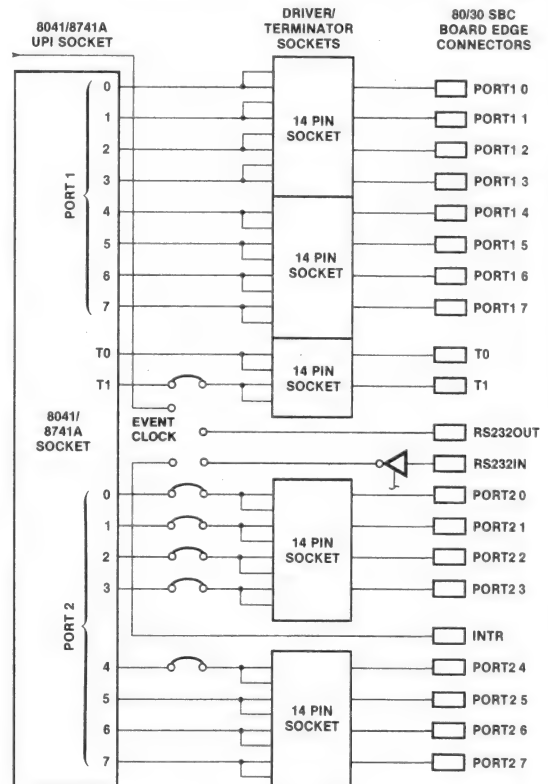 8041/8741A
UPI SOCKET
DRIVER/
TERMINATOR
SOCKETS
80/30 SBC
BOARD EDGE
CONNECTORS
PORT 1
0
1
2
3
4
5
6
7
T0
T1
14 PIN
SOCKET
14 PIN
SOCKET
14 PIN
SOCKET
PORT1 0
PORT1 1
PORT1 2
PORT1 3
PORT1 4
PORT1 5
PORT1 6
PORT1 7
T0
T1
8041/
8741A
SOCKET
EVENT
CLOCK
RS232OUT
RS232IN
PORT 2
0
1
2
3
4
5
6
7
14 PIN
SOCKET
14 PIN
SOCKET
PORT2 0
PORT2 1
PORT2 2
PORT2 3
INTR
PORT2 4
PORT2 5
PORT2 6
PORT2 7